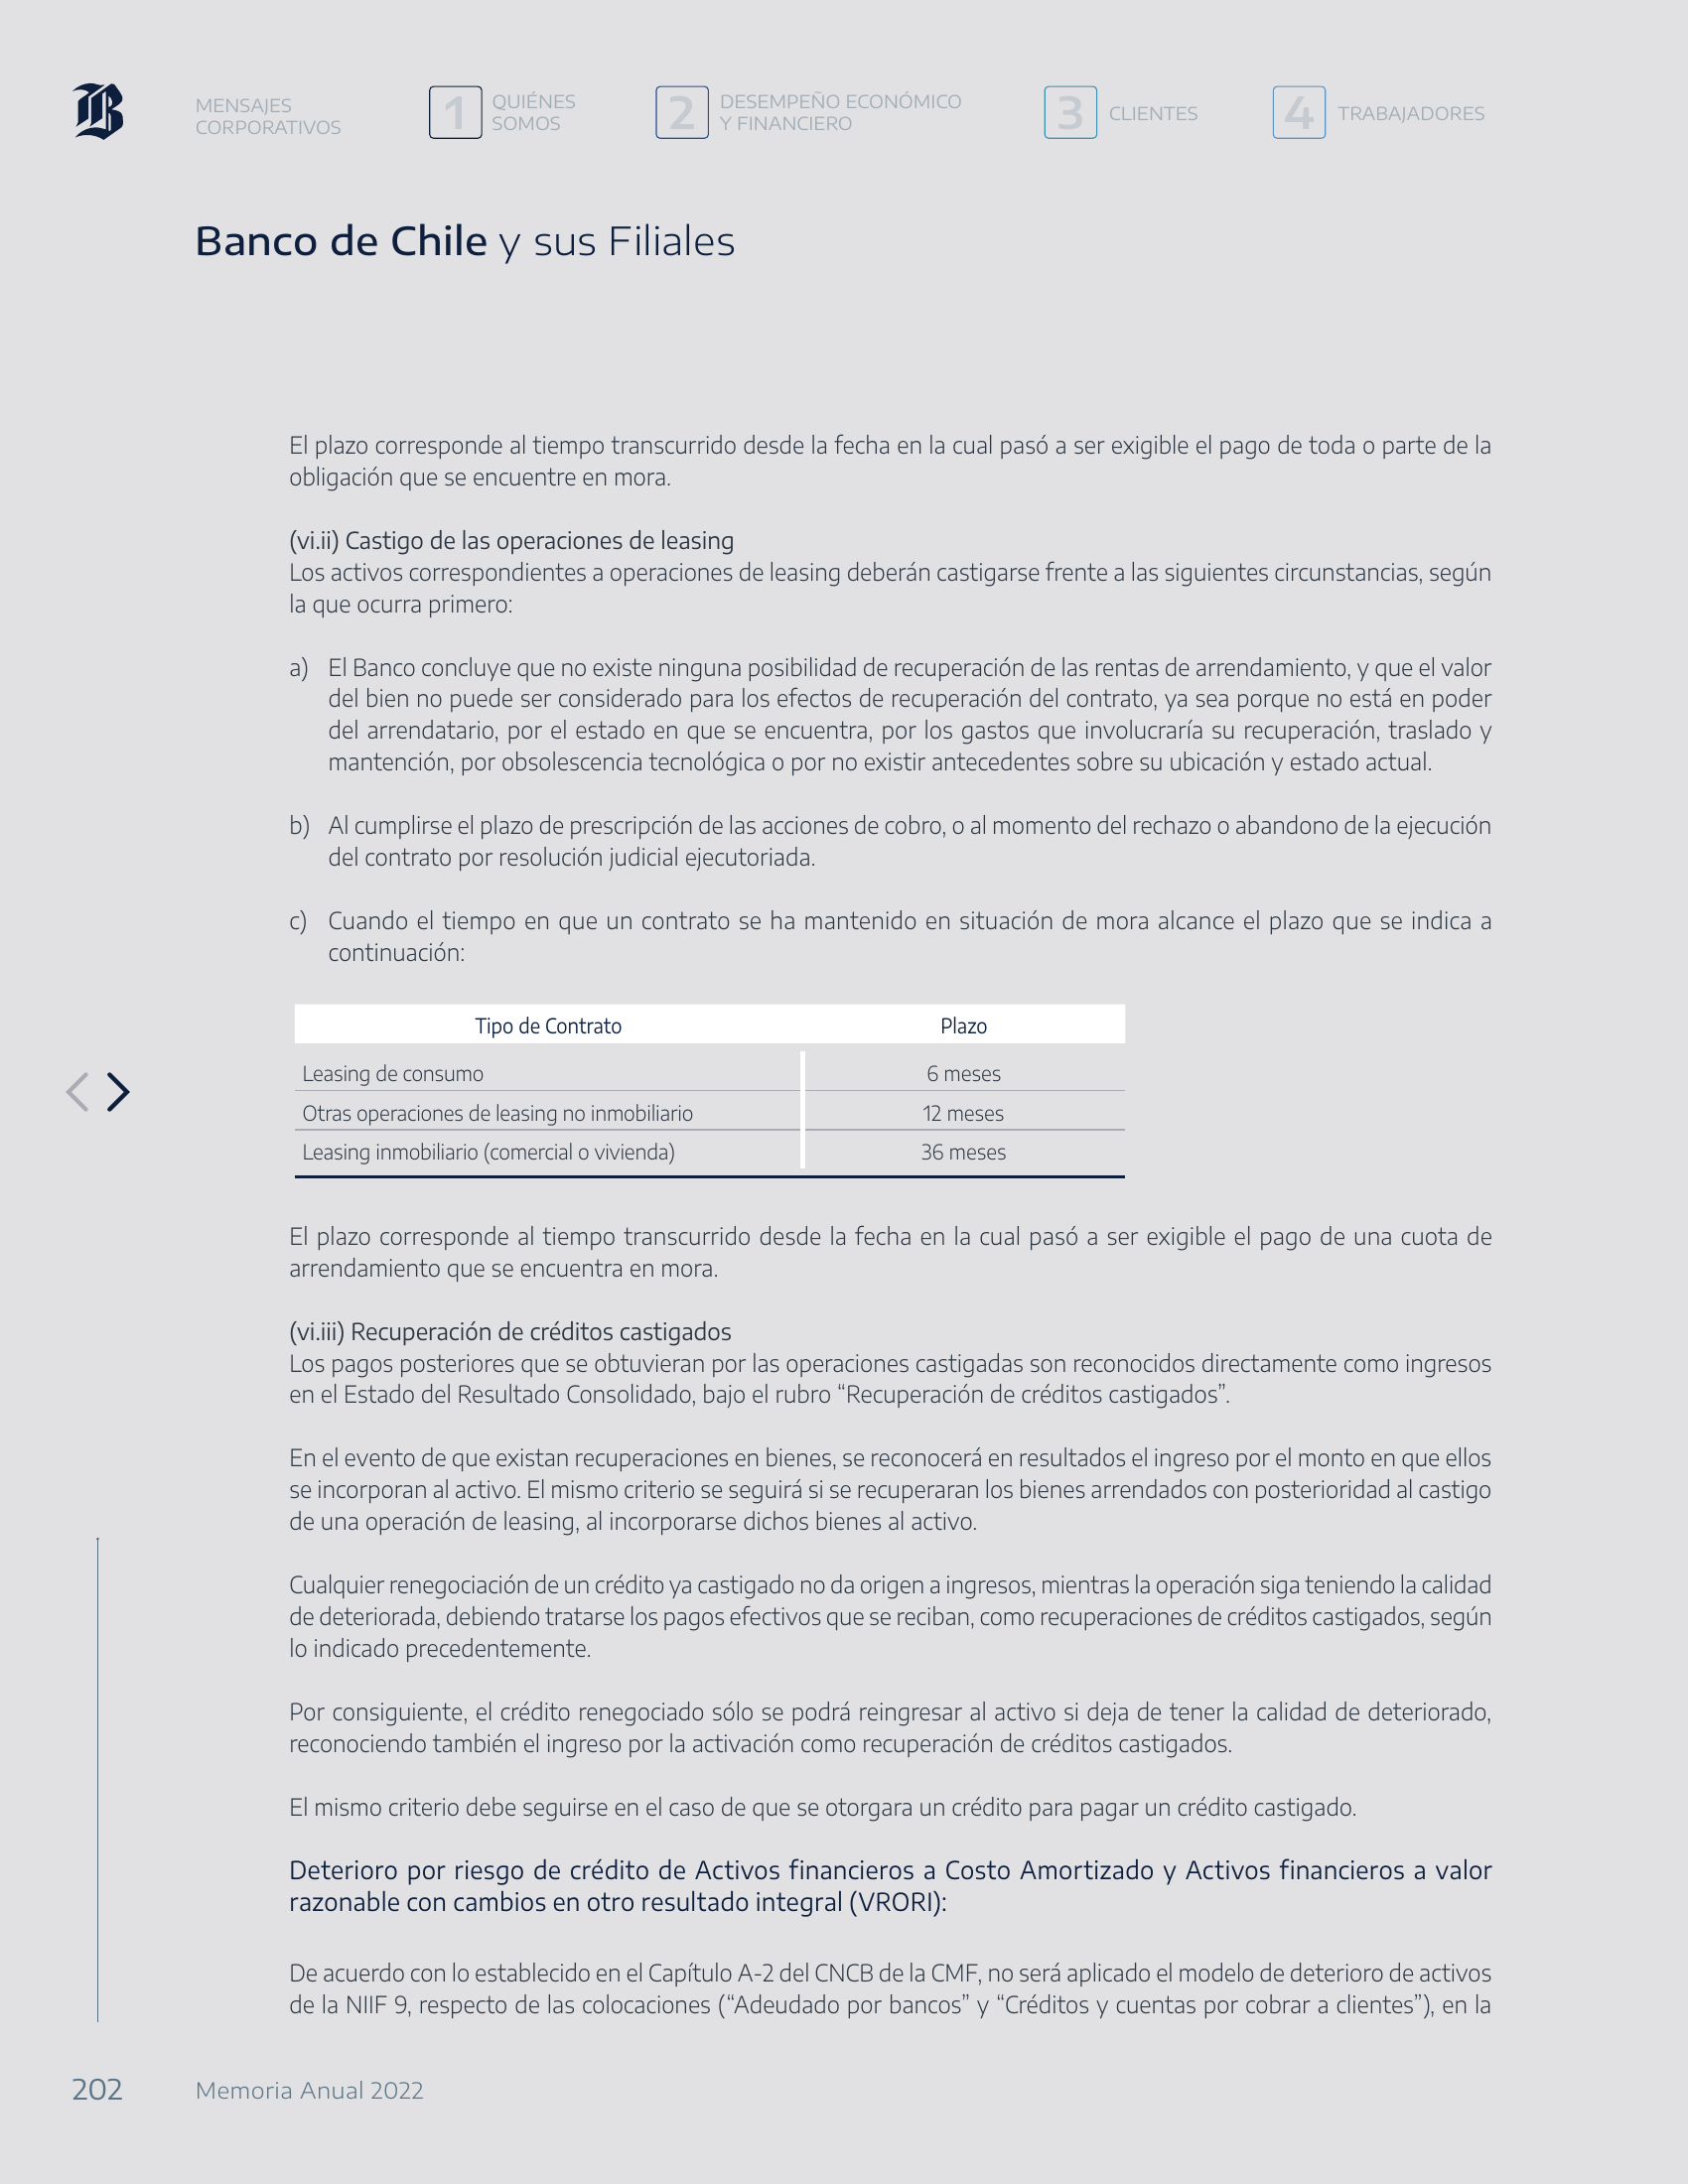 MENSAJES
CORPORATIVOS
1
QUIÉNES
SOMOS
2
DESEMPEÑO ECONÓMICO
Y FINANCIERO
3
CLIENTES
4
TRABAJADORES
Banco de Chile y sus Filiales
El plazo corresponde al tiempo transcurrido desde la fecha en la cual pasó a ser exigible el pago de toda o parte de la
obligación que se encuentre en mora.
(vi.ii) Castigo de las operaciones de leasing
Los activos correspondientes a operaciones de leasing deberán castigarse frente a las siguientes circunstancias, según
la que ocurra primero:
a) El Banco concluye que no existe ninguna posibilidad de recuperación de las rentas de arrendamiento, y que el valor
del bien no puede ser considerado para los efectos de recuperación del contrato, ya sea porque no está en poder
del arrendatario, por el estado en que se encuentra, por los gastos que involucraría su recuperación, traslado y
mantención, por obsolescencia tecnológica o por no existir antecedentes sobre su ubicación y estado actual.
b) Al cumplirse el plazo de prescripción de las acciones de cobro, o al momento del rechazo o abandono de la ejecución
del contrato por resolución judicial ejecutoriada.
c) Cuando el tiempo en que un contrato se ha mantenido en situación de mora alcance el plazo que se indica a
continuación:
Tipo de Contrato Plazo
Leasing de consumo 6 meses
Otras operaciones de leasing no inmobiliario 12 meses
Leasing inmobiliario (comercial o vivienda) 36 meses
El plazo corresponde al tiempo transcurrido desde la fecha en la cual pasó a ser exigible el pago de una cuota de
arrendamiento que se encuentra en mora.
(vi.iii) Recuperación de créditos castigados
Los pagos posteriores que se obtuvieran por las operaciones castigadas son reconocidos directamente como ingresos
en el Estado del Resultado Consolidado, bajo el rubro “Recuperación de créditos castigados”.
En el evento de que existan recuperaciones en bienes, se reconocerá en resultados el ingreso por el monto en que ellos
se incorporan al activo. El mismo criterio se seguirá si se recuperaran los bienes arrendados con posterioridad al castigo
de una operación de leasing, al incorporarse dichos bienes al activo.
Cualquier renegociación de un crédito ya castigado no da origen a ingresos, mientras la operación siga teniendo la calidad
de deteriorada, debiendo tratarse los pagos efectivos que se reciban, como recuperaciones de créditos castigados, según
lo indicado precedentemente.
Por consiguiente, el crédito renegociado sólo se podrá reingresar al activo si deja de tener la calidad de deteriorado,
reconociendo también el ingreso por la activación como recuperación de créditos castigados.
El mismo criterio debe seguirse en el caso de que se otorgara un crédito para pagar un crédito castigado.
Deterioro por riesgo de crédito de Activos financieros a Costo Amortizado y Activos financieros a valor
razonable con cambios en otro resultado integral (VRORI):
De acuerdo con lo establecido en el Capítulo A-2 del CNCB de la CMF, no será aplicado el modelo de deterioro de activos
de la NIIF 9, respecto de las colocaciones (“Adeudado por bancos” y “Créditos y cuentas por cobrar a clientes”), en la
202 Memoria Anual 2022